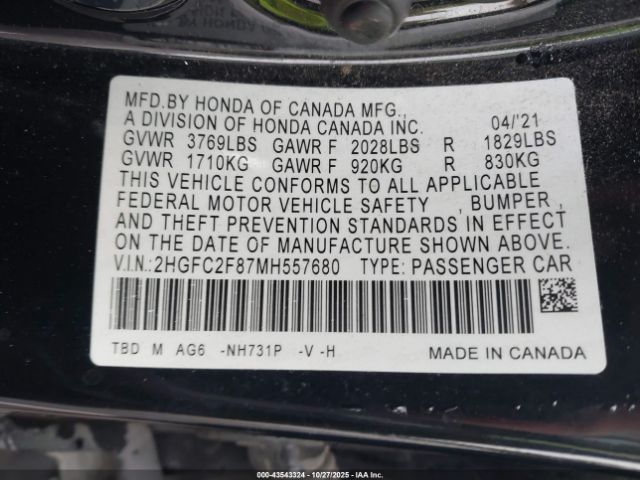 MFD.BY HONDA OF CANADA MFG.,
A DIVISION OF HONDA CANADA INC. 04/'21
GVWR 3769LBS GAWR F 2028LBS R 1829LBS
GVWR 1710KG GAWR F 920KG R 830KG
THIS VEHICLE CONFORMS TO ALL APPLICABLE
FEDERAL MOTOR VEHICLE SAFETY , BUMPER ,
AND THEFT PREVENTION STANDARDS IN EFFECT
ON THE DATE OF MANUFACTURE SHOWN ABOVE.
V.I.N.:2HGFC2F87MH557680 TYPE: PASSENGER CAR
TBD M AG6 -NH731P -V -H MADE IN CANADA
000-43543324 | 10/27/2025 | IAA Inc.